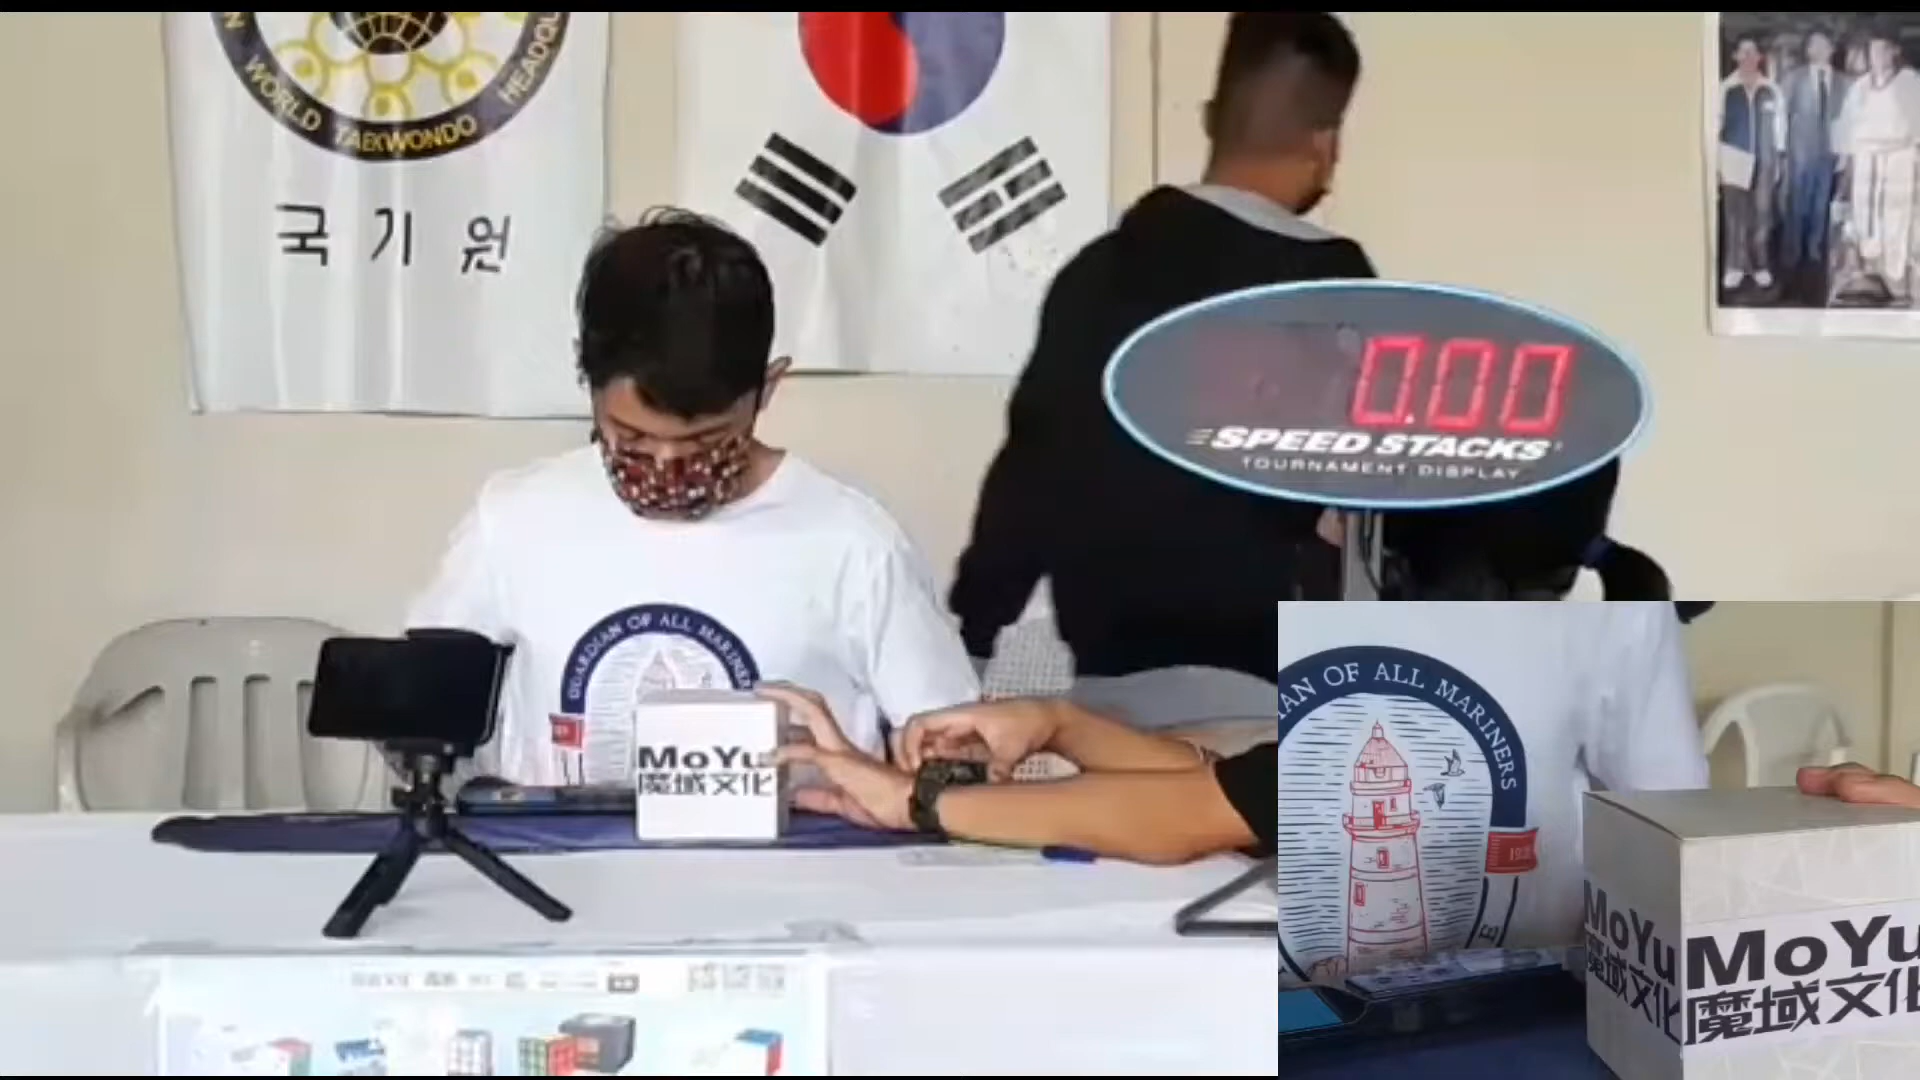 WORLD TAEKWONDO HEADQU
국기원
0.00
SPEED STACKS
TOURNAMENT DISPLAY
GUARDIAN OF ALL MARINERS
MoYu
魔域文化
OF ALL MARINERS
MoYu
魔域文化
MoYu
魔域文化